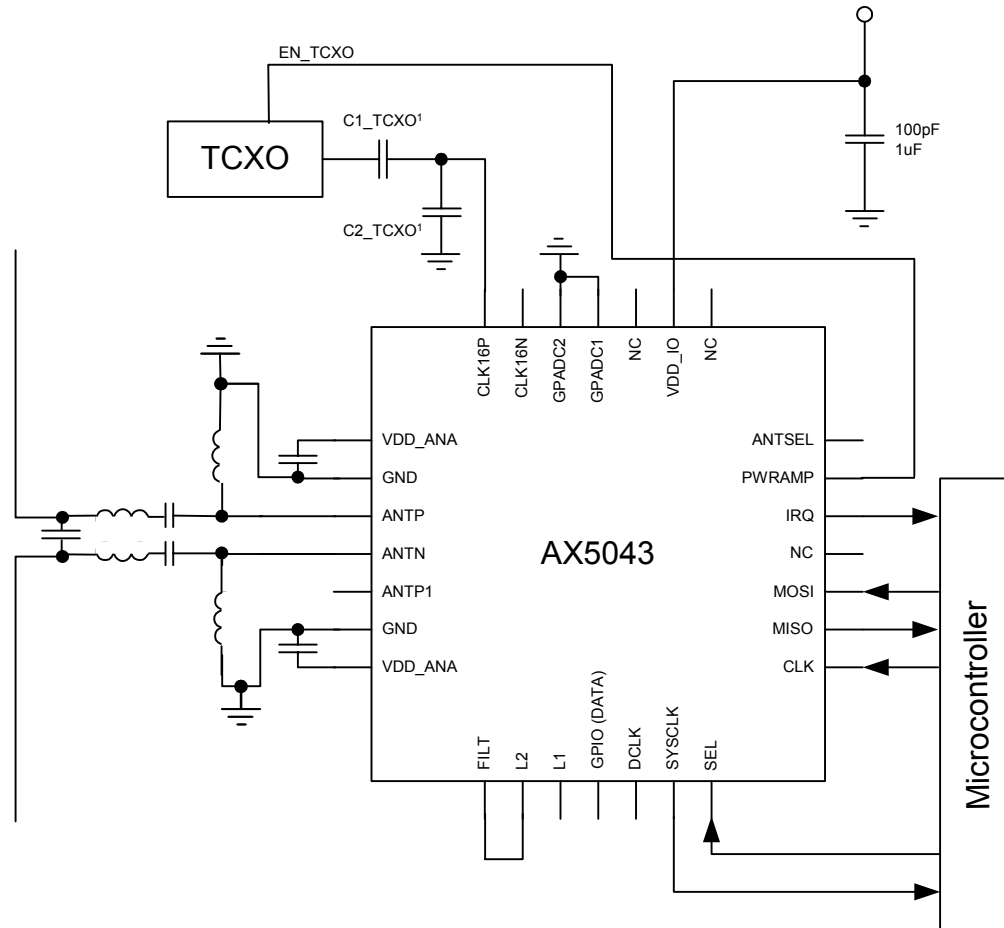 EN_TCXO
TCXO
C1_TCXO¹
C2_TCXO¹
100pF
1uF
CLK16P
CLK16N
GPADC2
GPADC1
NC
VDD_IO
NC
VDD_ANA
GND
ANTP
ANTN
ANTP1
GND
VDD_ANA
AX5043
ANTSEL
PWRAMP
IRQ
NC
MOSI
MISO
CLK
FILT
L2
L1
GPIO (DATA)
DCLK
SYSCLK
SEL
Microcontroller